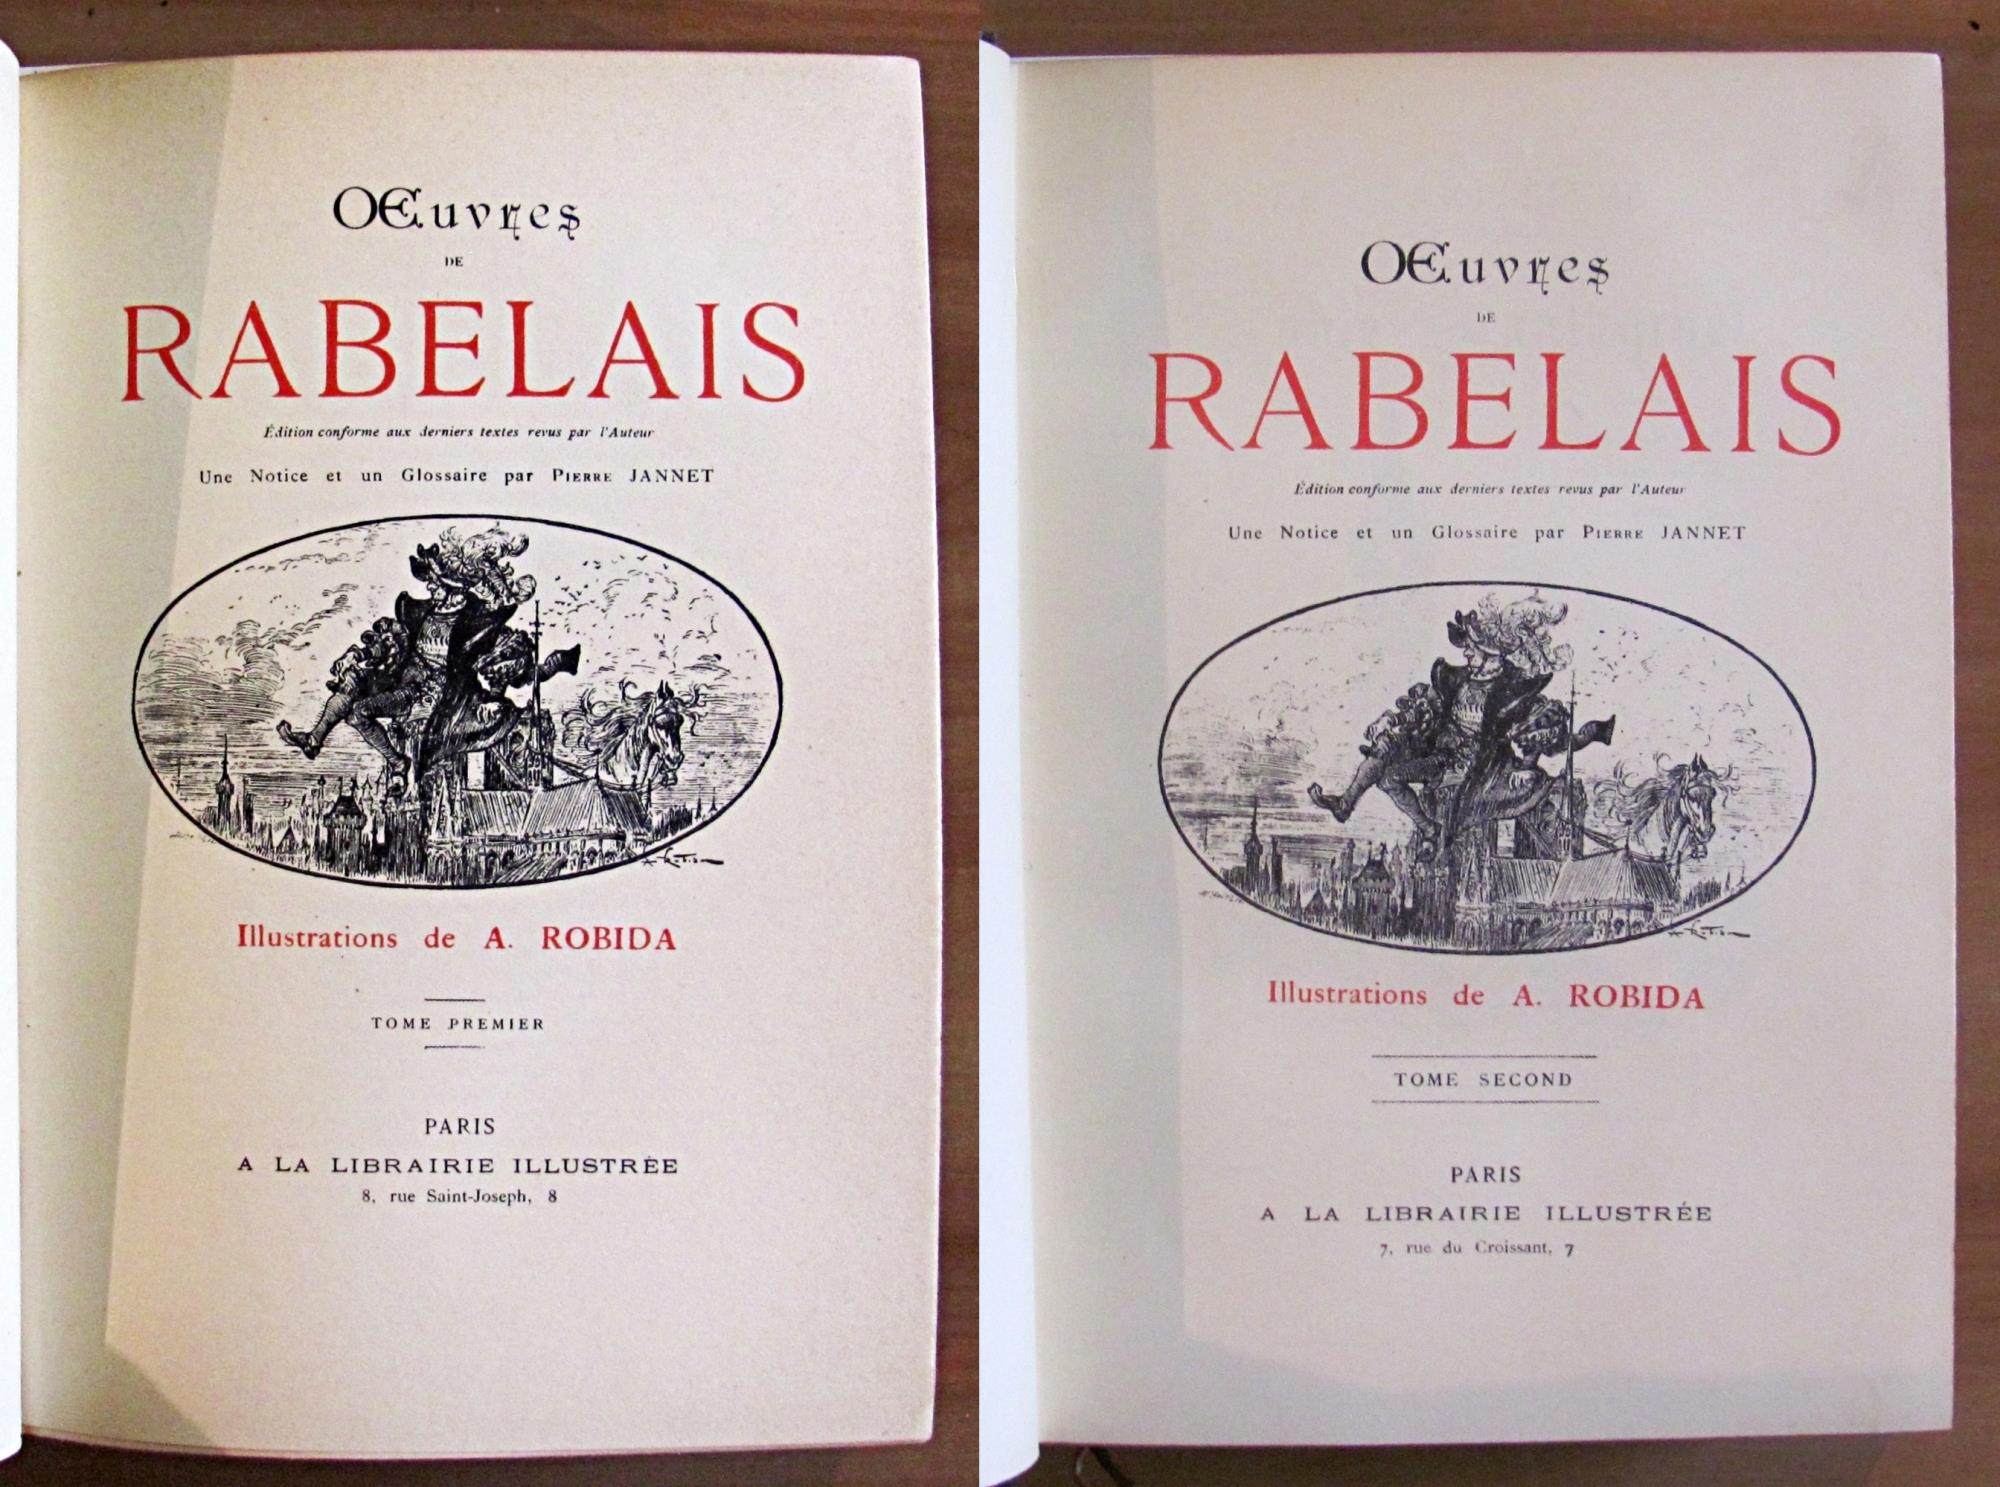 Œuvres
DE
RABELAIS
Édition conforme aux derniers textes revus par l'Auteur
Une Notice et un Glossaire par Pierre JANNET
A. Robida
Illustrations de A. ROBIDA
TOME PREMIER
PARIS
A LA LIBRAIRIE ILLUSTRÉE
8, rue Saint-Joseph, 8
Œuvres
DE
RABELAIS
Édition conforme aux derniers textes revus par l'Auteur
Une Notice et un Glossaire par Pierre JANNET
A. Robida
Illustrations de A. ROBIDA
TOME SECOND
PARIS
A LA LIBRAIRIE ILLUSTRÉE
7, rue du Croissant, 7